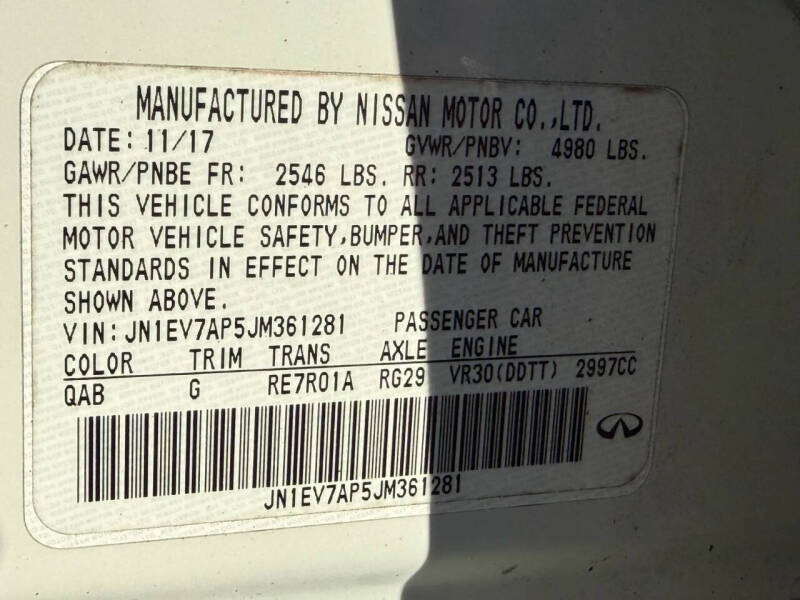 MANUFACTURED BY NISSAN MOTOR CO.,LTD.
DATE: 11/17 GVWR/PNBV: 4980 LBS.
GAWR/PNBE FR: 2546 LBS. RR: 2513 LBS.
THIS VEHICLE CONFORMS TO ALL APPLICABLE FEDERAL
MOTOR VEHICLE SAFETY,BUMPER,AND THEFT PREVENTION
STANDARDS IN EFFECT ON THE DATE OF MANUFACTURE
SHOWN ABOVE.
VIN:JN1EV7AP5JM361281 PASSENGER CAR
COLOR TRIM TRANS AXLE ENGINE
QAB G RE7R01A RG29 VR30(DDTT) 2997CC
JN1EV7AP5JM361281